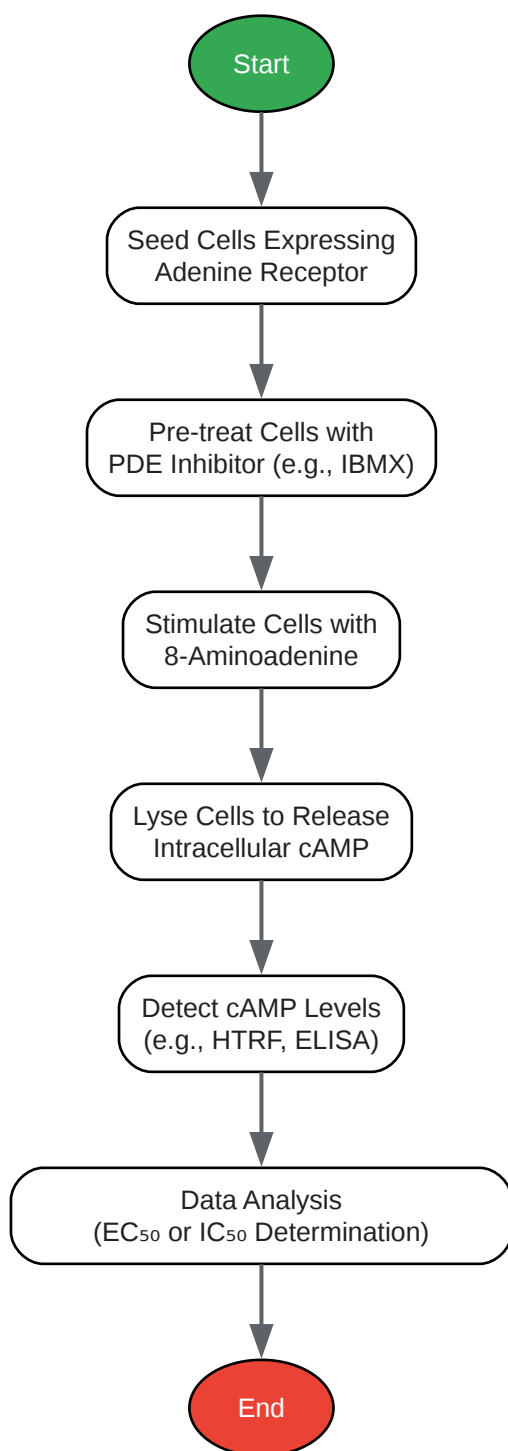 Start
Seed Cells Expressing
Adenine Receptor
Pre-treat Cells with
PDE Inhibitor (e.g., IBMX)
Stimulate Cells with
8-Aminoadenine
Lyse Cells to Release
Intracellular cAMP
Detect cAMP Levels
(e.g., HTRF, ELISA)
Data Analysis
(EC₅₀ or IC₅₀ Determination)
End